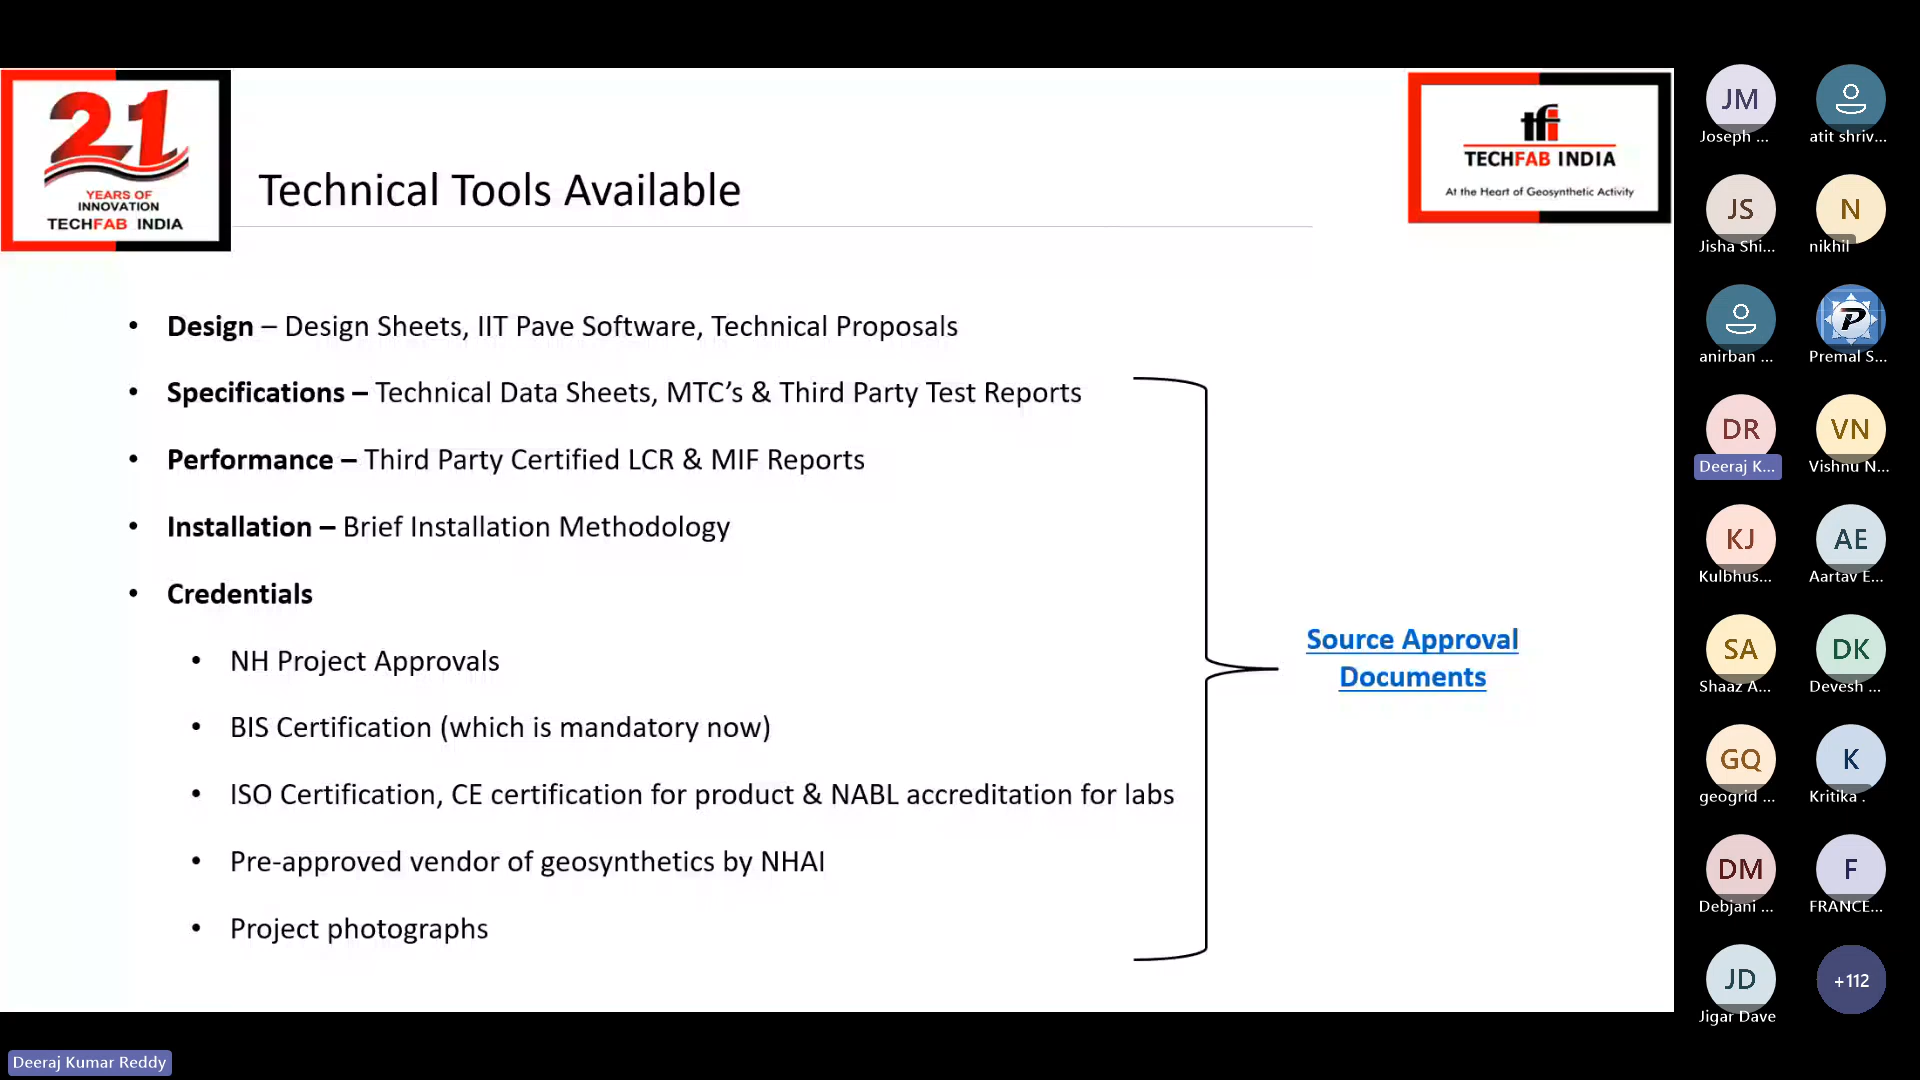 21
YEARS OF
INNOVATION
TECHFAB INDIA
Technical Tools Available
tfi
TECHFAB INDIA
At the Heart of Geosynthetic Activity
• Design – Design Sheets, IIT Pave Software, Technical Proposals
• Specifications – Technical Data Sheets, MTC’s & Third Party Test Reports
• Performance – Third Party Certified LCR & MIF Reports
• Installation – Brief Installation Methodology
• Credentials
• NH Project Approvals
• BIS Certification (which is mandatory now)
• ISO Certification, CE certification for product & NABL accreditation for labs
• Pre-approved vendor of geosynthetics by NHAI
• Project photographs
Source Approval
Documents
JM
Joseph ...
atit shriv...
JS
Jisha Shi...
N
nikhil
anirban ...
P
Premal S...
DR
Deeraj K...
VN
Vishnu N...
KJ
Kulbhus...
AE
Aartav E...
SA
Shaaz A...
DK
Devesh ...
GQ
geogrid ...
K
Kritika .
DM
Debjani ...
F
FRANCE...
JD
Jigar Dave
+112
Deeraj Kumar Reddy